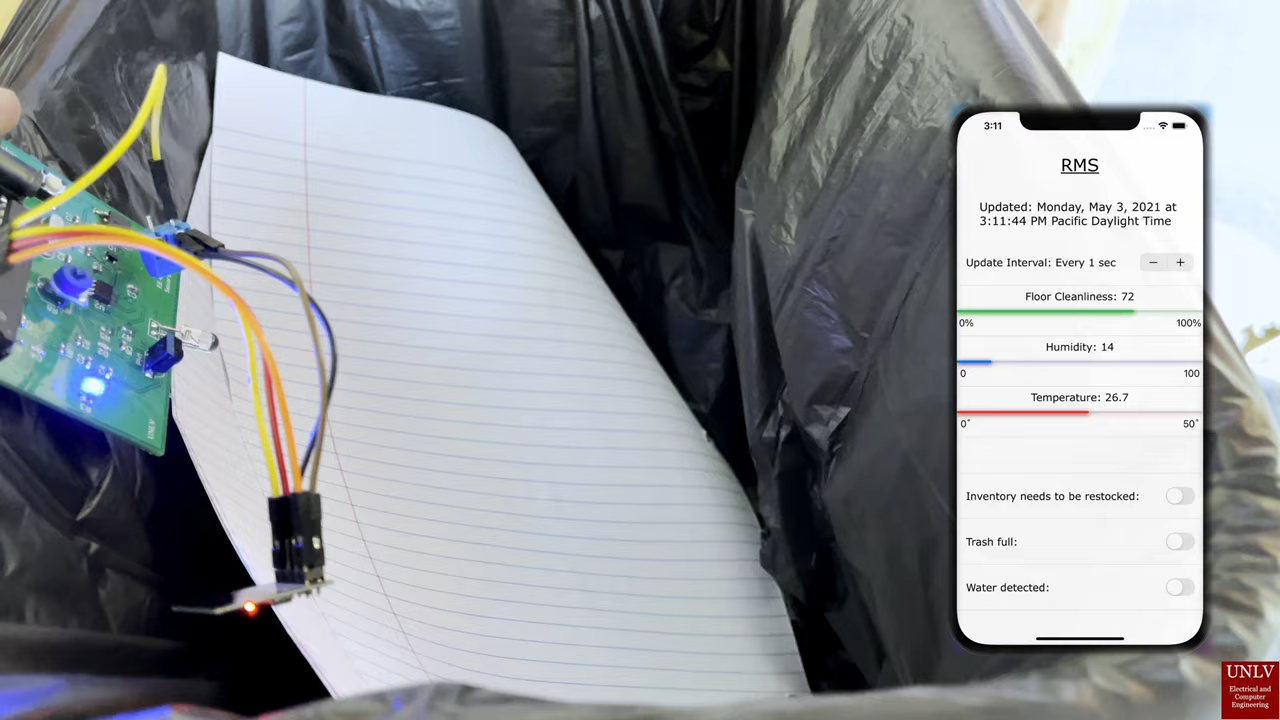 3:11
RMS
Updated: Monday, May 3, 2021 at
3:11:44 PM Pacific Daylight Time
Update Interval: Every 1 sec
− +
Floor Cleanliness: 72
0% 100%
Humidity: 14
0 100
Temperature: 26.7
0° 50°
Inventory needs to be restocked:
Trash full:
Water detected:
UNLV
Electrical and
Computer
Engineering
UNLV